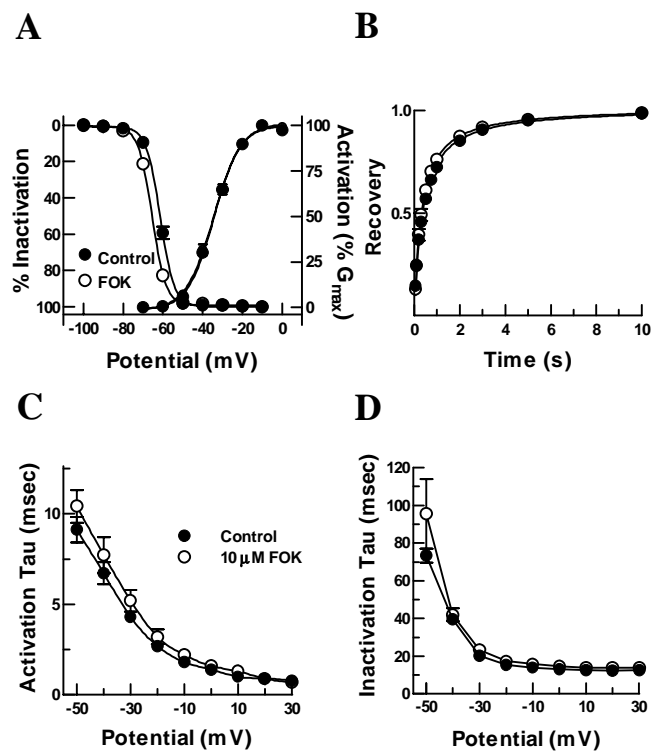 A
0
20
40
60
80
100
% Inactivation
100
75
50
25
0
Activation (% Gmax)
Control
FOK
-100 -80 -60 -40 -20 0
Potential (mV)
B
1.0
0.5
Recovery
0 2 4 6 8 10
Time (s)
C
10
5
0
Activation Tau (msec)
Control
10 μM FOK
-50 -30 -10 10 30
Potential (mV)
D
120
100
80
60
40
20
0
Inactivation Tau (msec)
-50 -30 -10 10 30
Potential (mV)